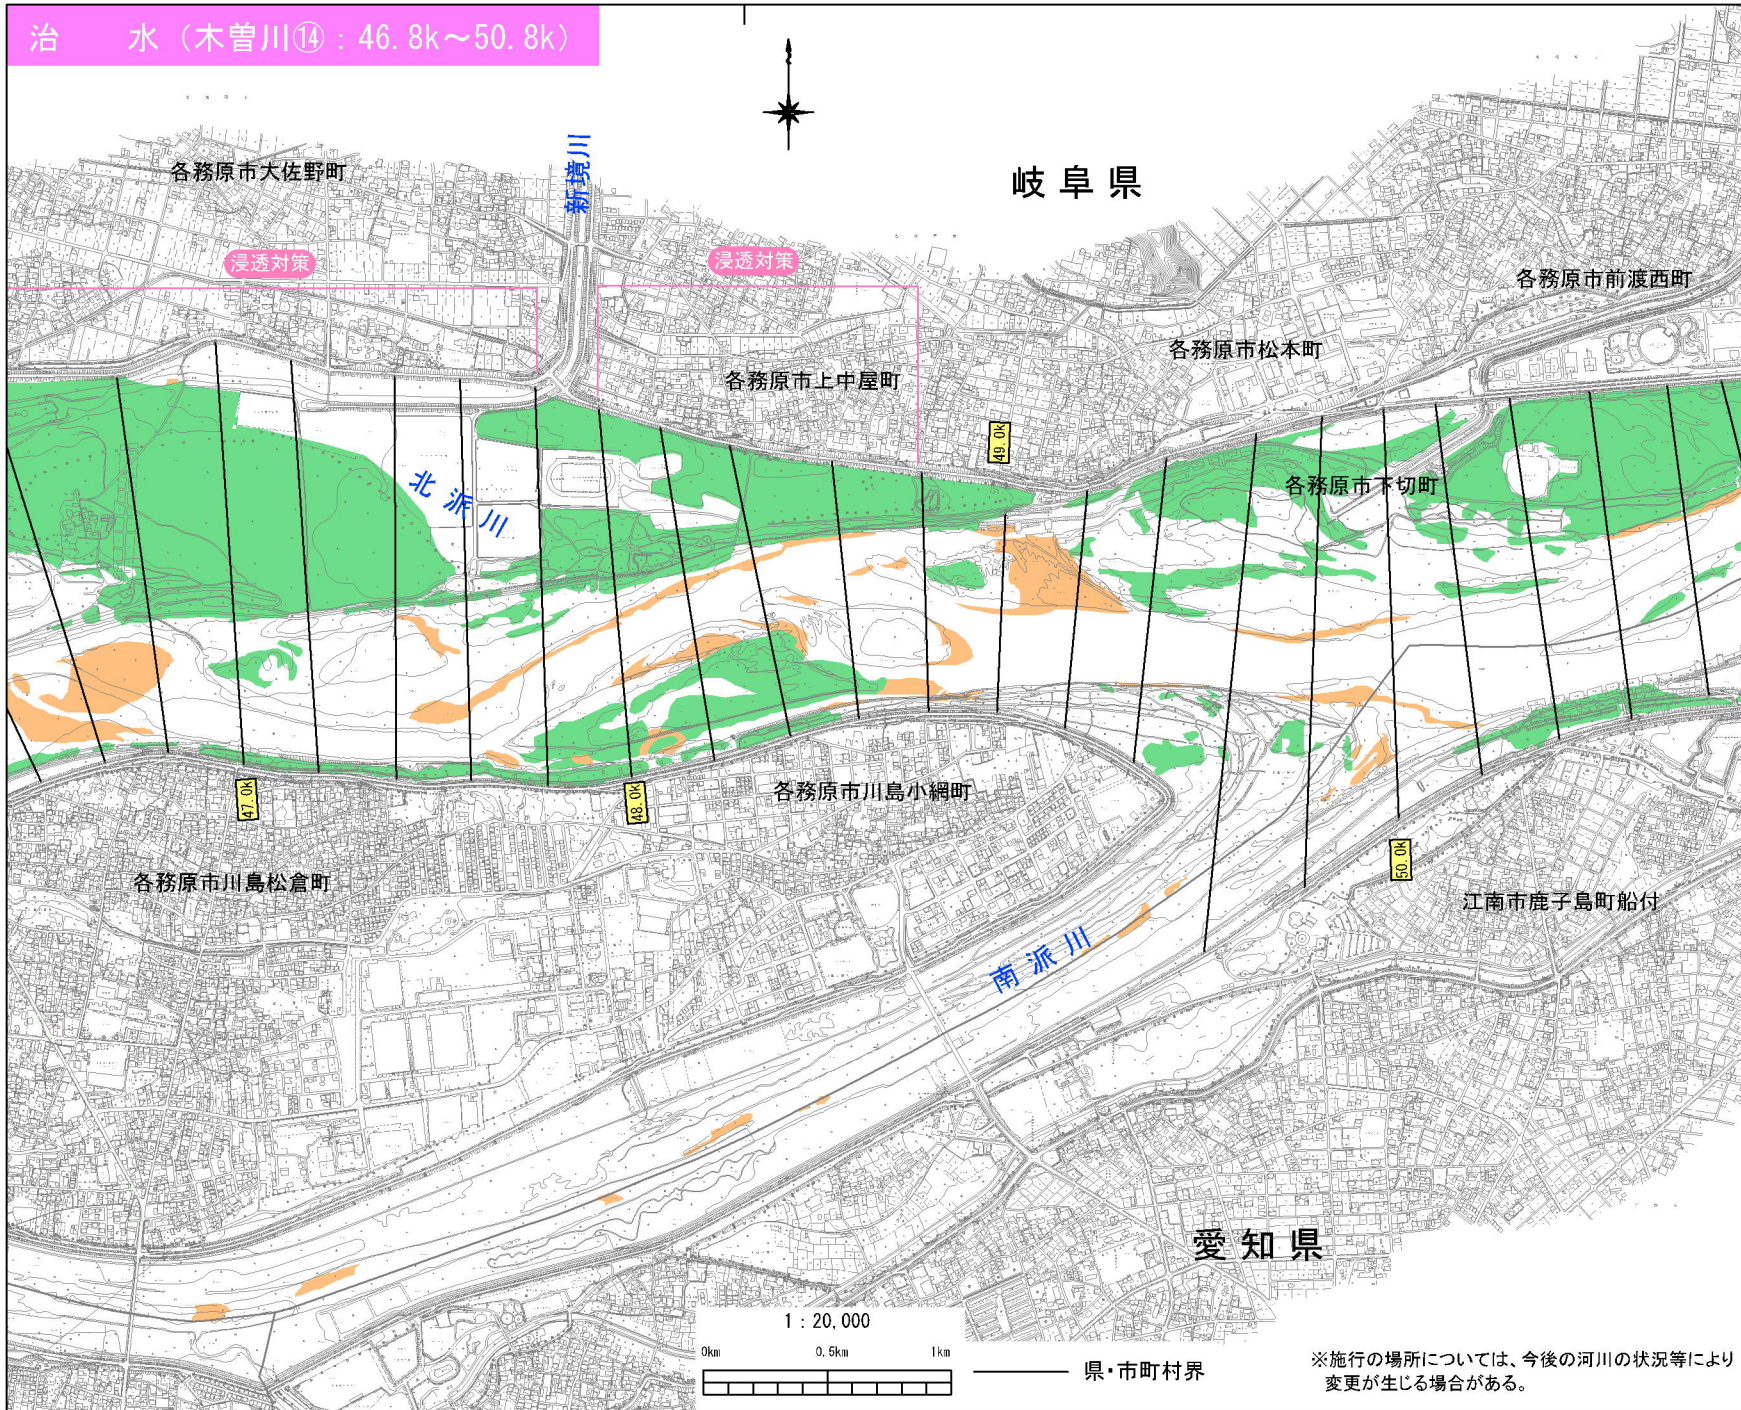 治　　水（木曽川⑭：46.8k～50.8k）
新境川
岐阜県
各務原市大佐野町
浸透対策
浸透対策
各務原市前渡西町
各務原市松本町
各務原市上中屋町
49.0k
各務原市下切町
北派川
47.0k
48.0k
各務原市川島小網町
50.0k
各務原市川島松倉町
江南市鹿子島町船付
南派川
愛知県
1：20,000
0km 0.5km 1km
県・市町村界
※施行の場所については、今後の河川の状況等により
変更が生じる場合がある。